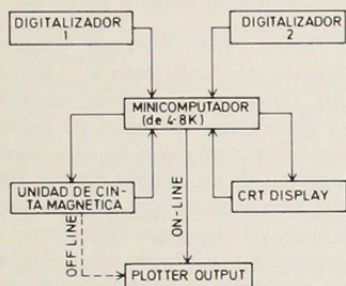 DIGITALIZADOR
1
DIGITALIZADOR
2
MINICOMPUTADOR
(de 4-8K)
UNIDAD DE CIN-
TA MAGNETICA
CRT DISPLAY
OFF LINE
ON-LINE
PLOTTER OUTPUT